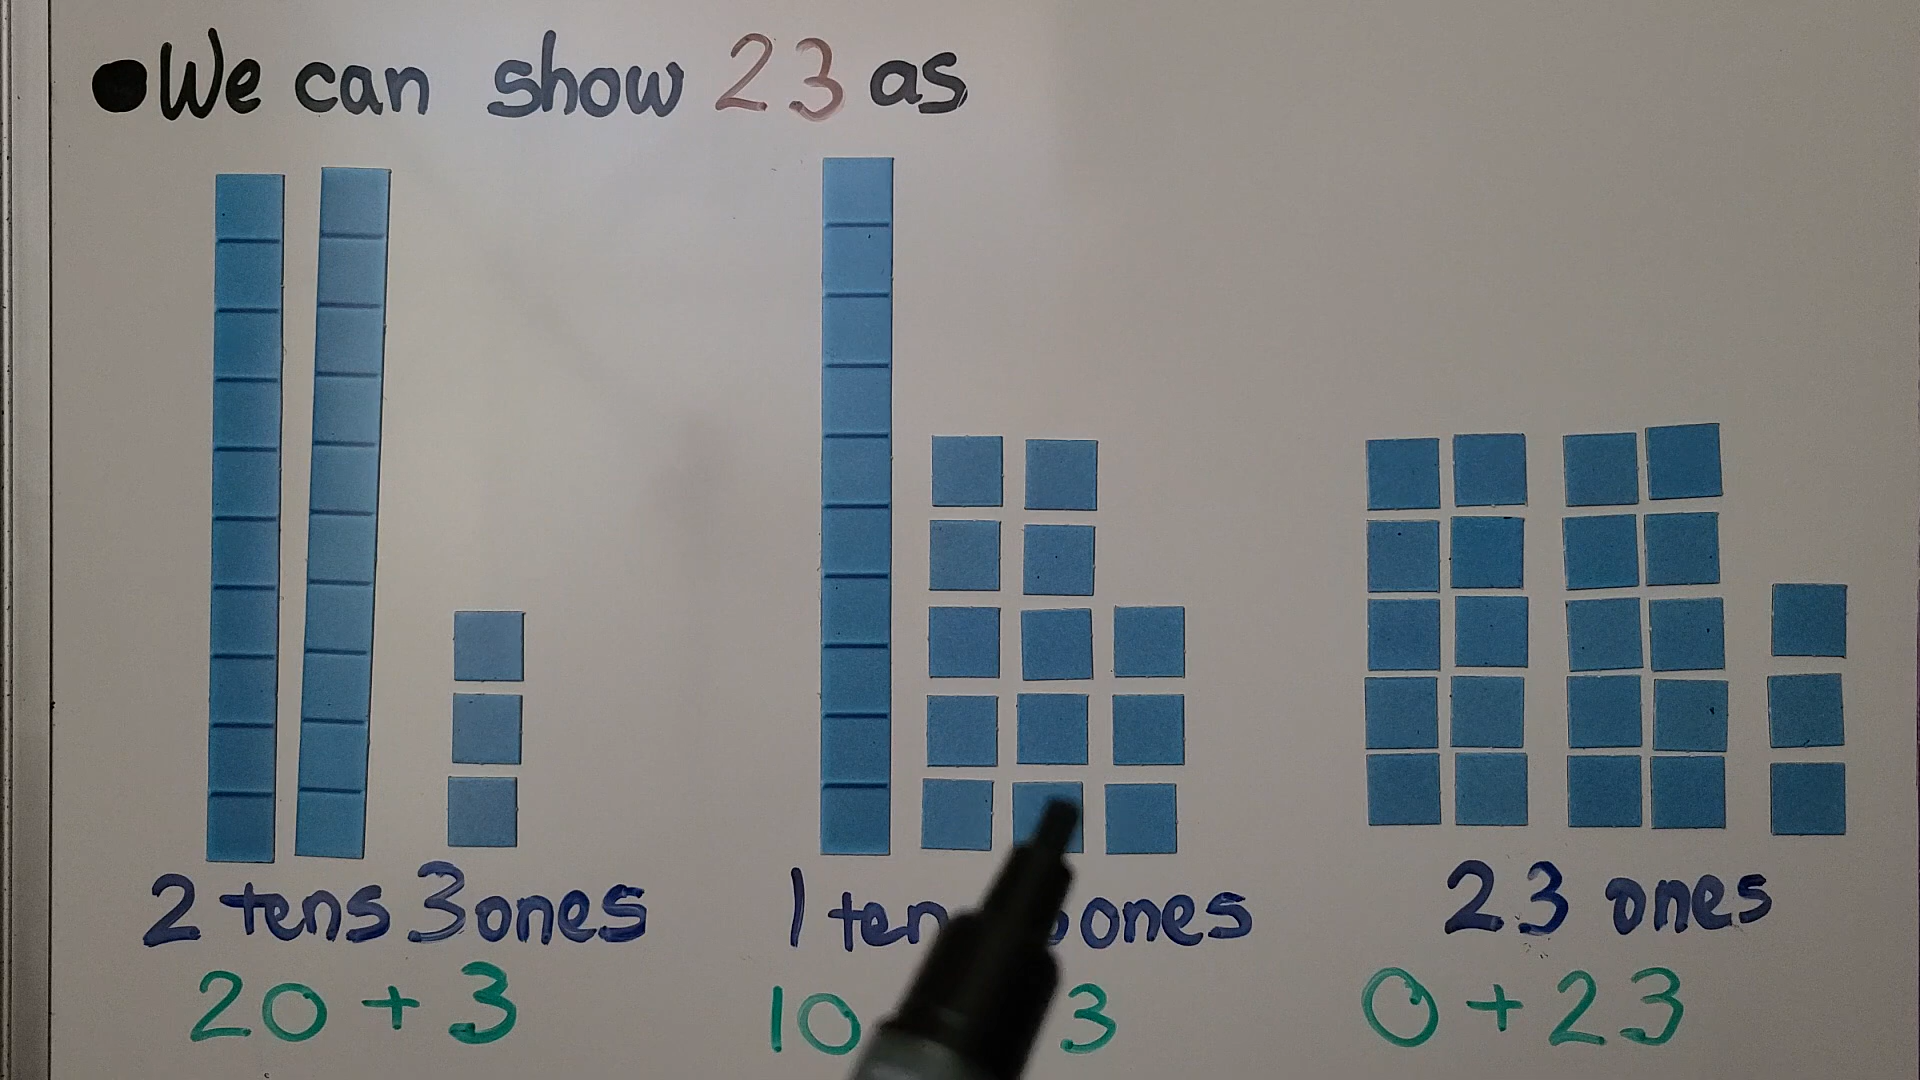 ●We can show 23 as
2 tens 3 ones
1 ten ones
23 ones
20 + 3
10 3
0 + 23